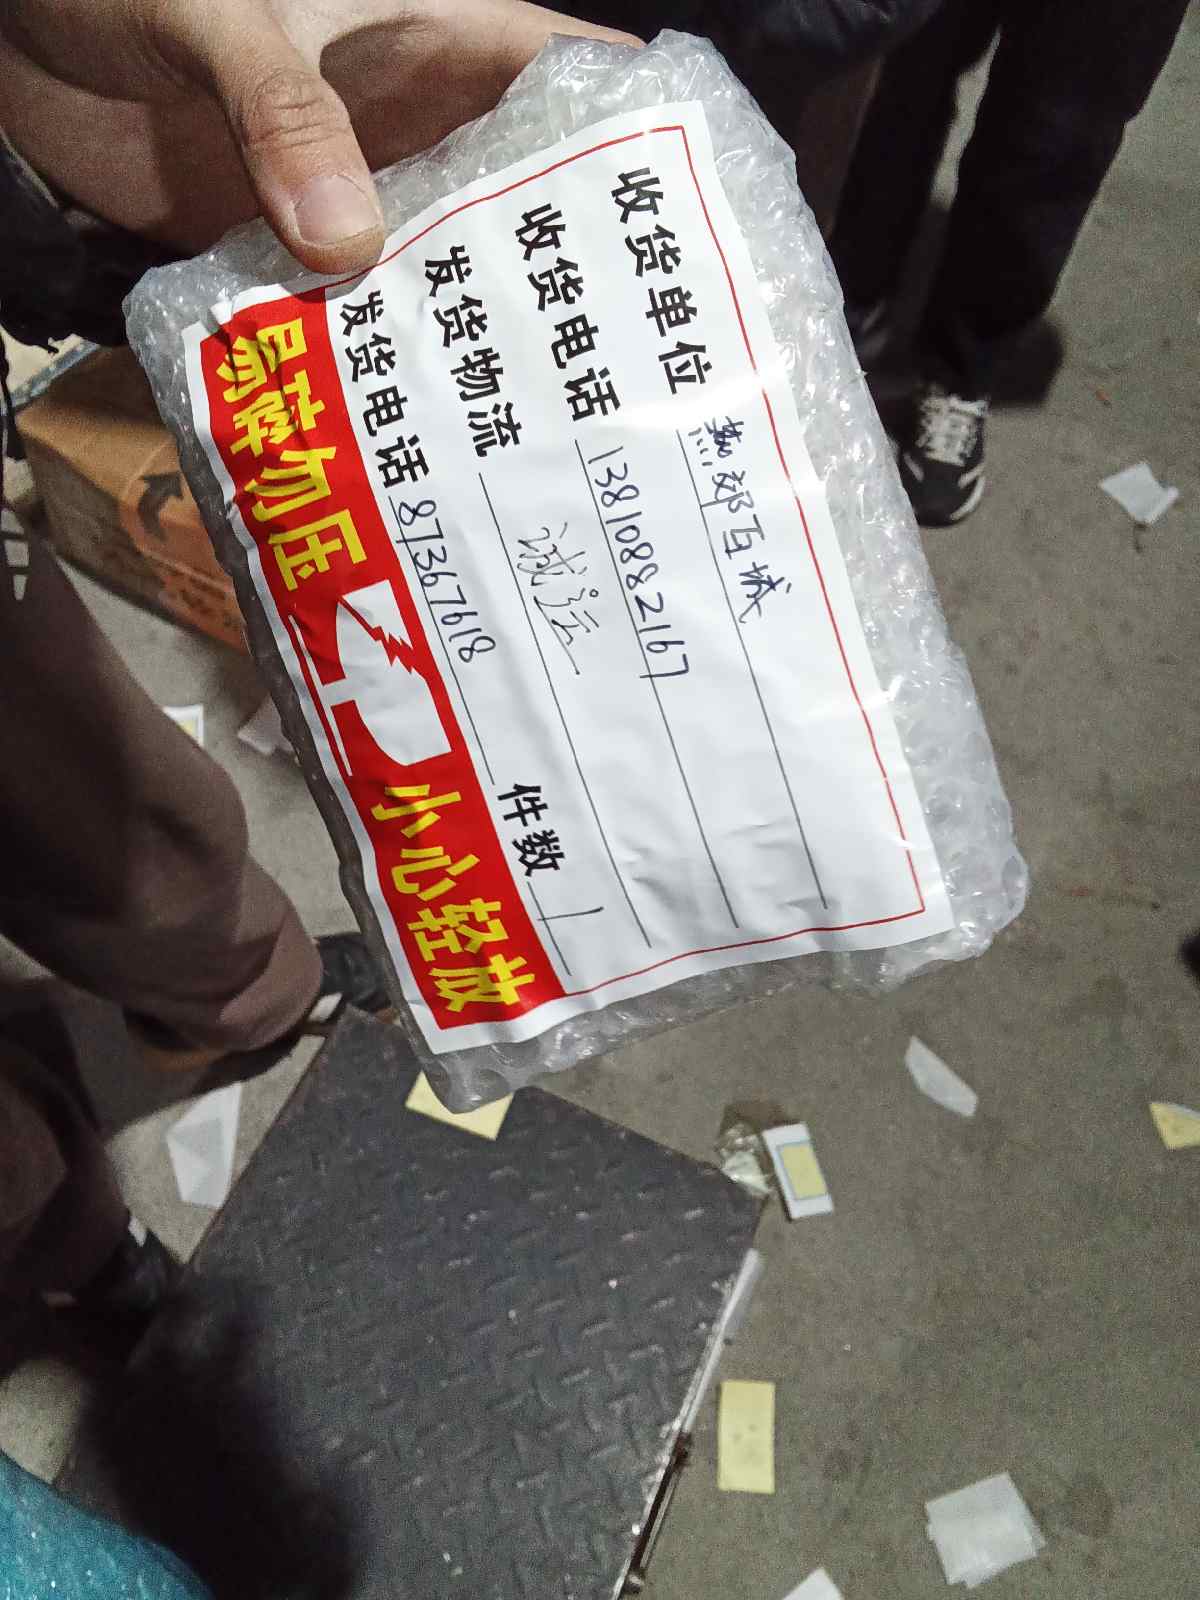 收货单位 燕郊互城
收货电话 13810882167
发货物流 诚运
发货电话 87367618 件数 1
易碎勿压 小心轻放